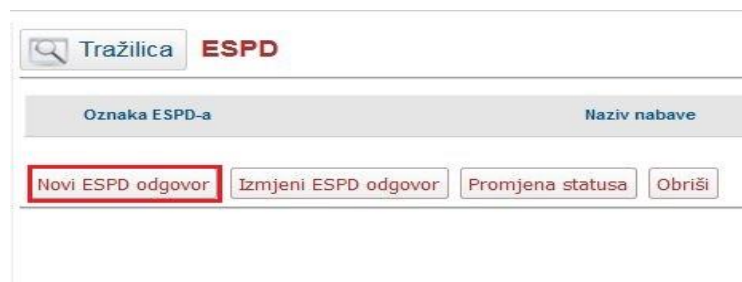 Tražilica ESPD
Oznaka ESPD-a Naziv nabave
Novi ESPD odgovor Izmjeni ESPD odgovor Promjena statusa Obriši